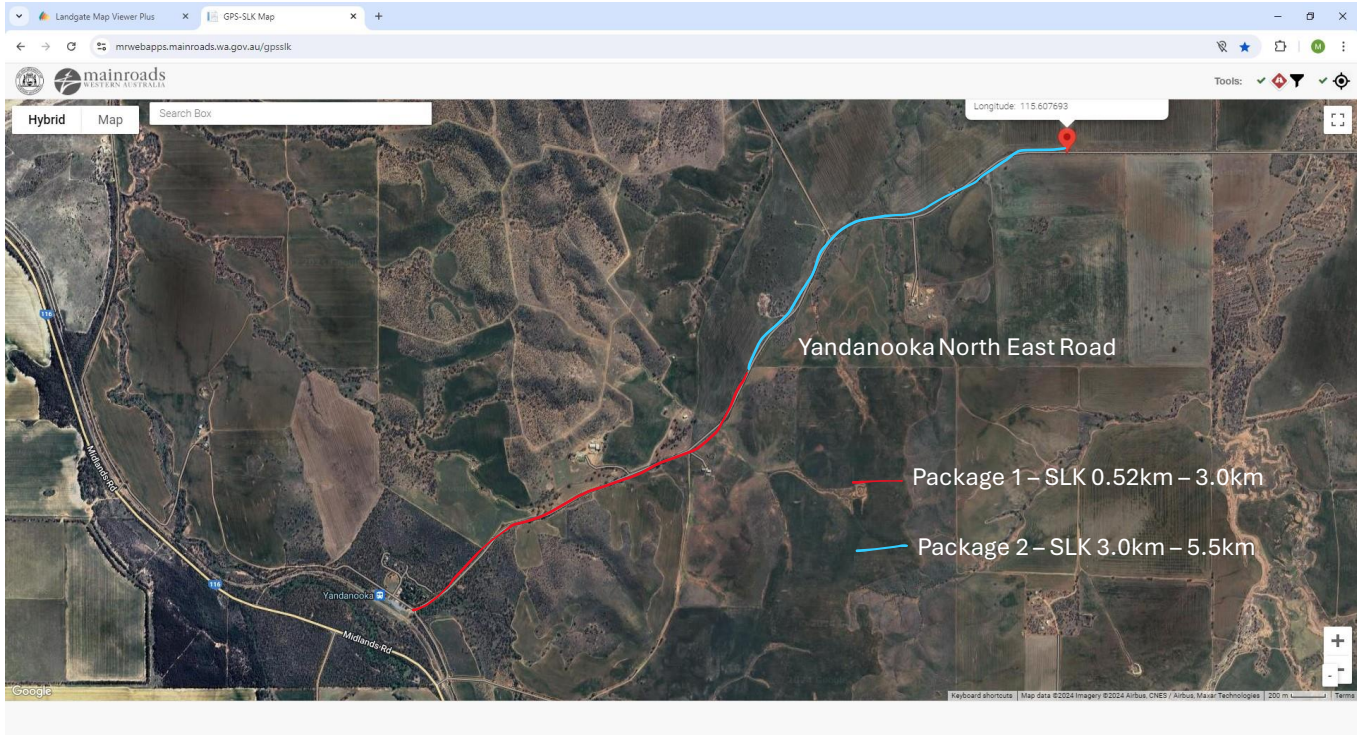 Landgate Map Viewer Plus
GPS-SLK Map
mrwebapps.mainroads.wa.gov.au/gpsslk
M
mainroads
WESTERN AUSTRALIA
Tools:
Hybrid
Map
Search Box
Longitude: 115.607693
116
Yandanooka North East Road
Midlands Rd
Package 1 – SLK 0.52km – 3.0km
Package 2 – SLK 3.0km – 5.5km
116
Yandanooka
Midlands Rd
Google
Keyboard shortcuts
Map data ©2024 Imagery ©2024 Airbus, CNES / Airbus, Maxar Technologies
200 m
Terms